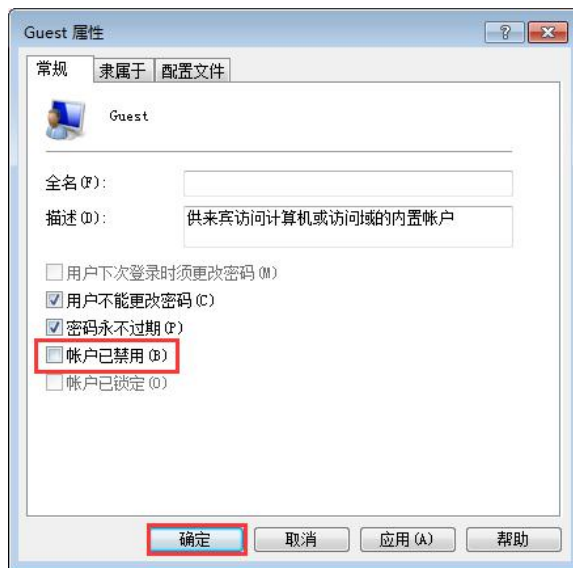 Guest 属性
常规 隶属于 配置文件
Guest
全名(F):
描述(D): 供来宾访问计算机或访问域的内置帐户
用户下次登录时须更改密码(M)
用户不能更改密码(C)
密码永不过期(P)
帐户已禁用(B)
帐户已锁定(O)
确定 取消 应用(A) 帮助